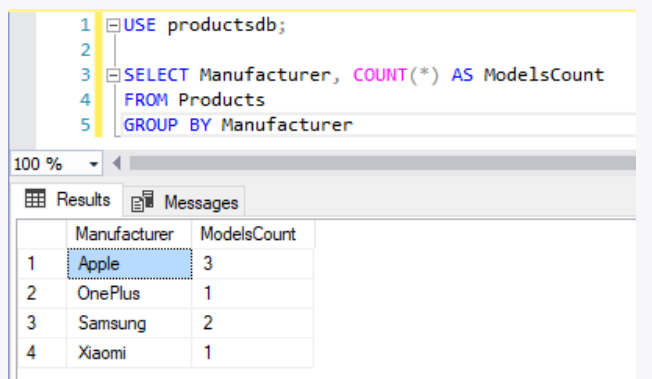 1 USE productsdb;
2
3 SELECT Manufacturer, COUNT(*) AS ModelsCount
4 FROM Products
5 GROUP BY Manufacturer
100 %
Results Messages
Manufacturer ModelsCount
1 Apple 3
2 OnePlus 1
3 Samsung 2
4 Xiaomi 1